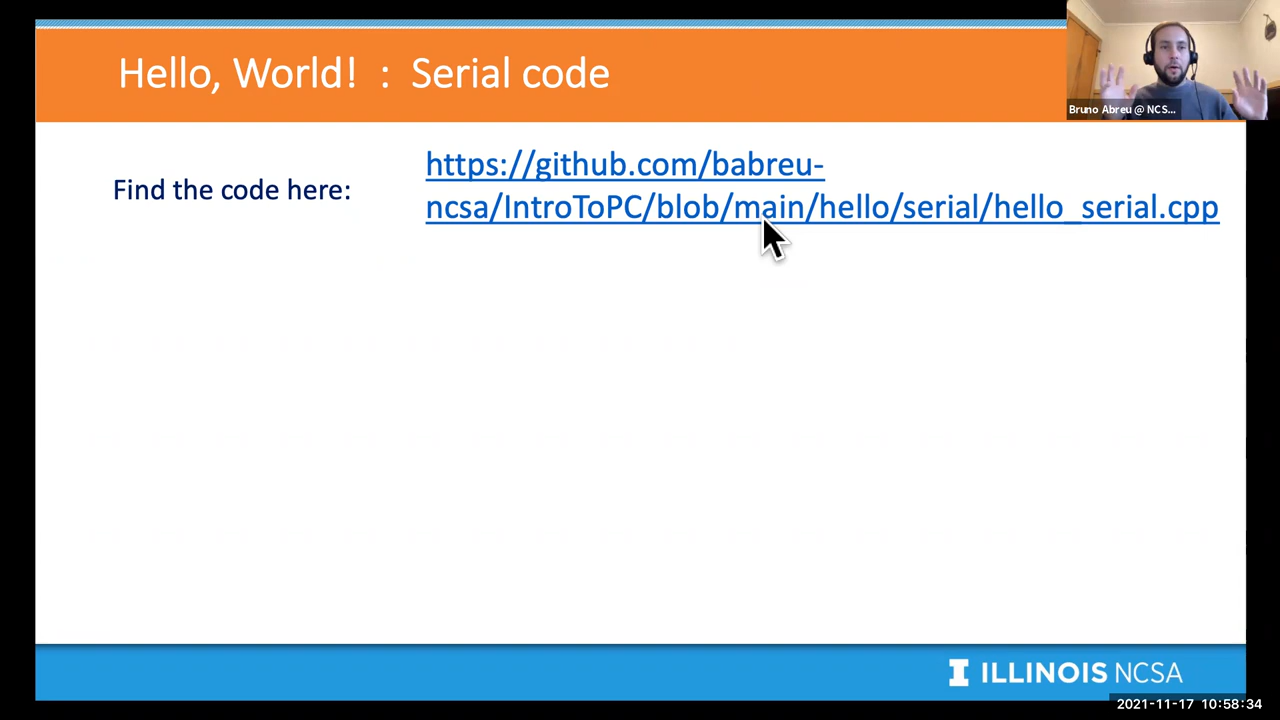 Hello, World!  :  Serial code
Bruno Abreu @ NCS...
Find the code here:
https://github.com/babreu-
ncsa/IntroToPC/blob/main/hello/serial/hello_serial.cpp
ILLINOIS NCSA
2021-11-17 10:58:34